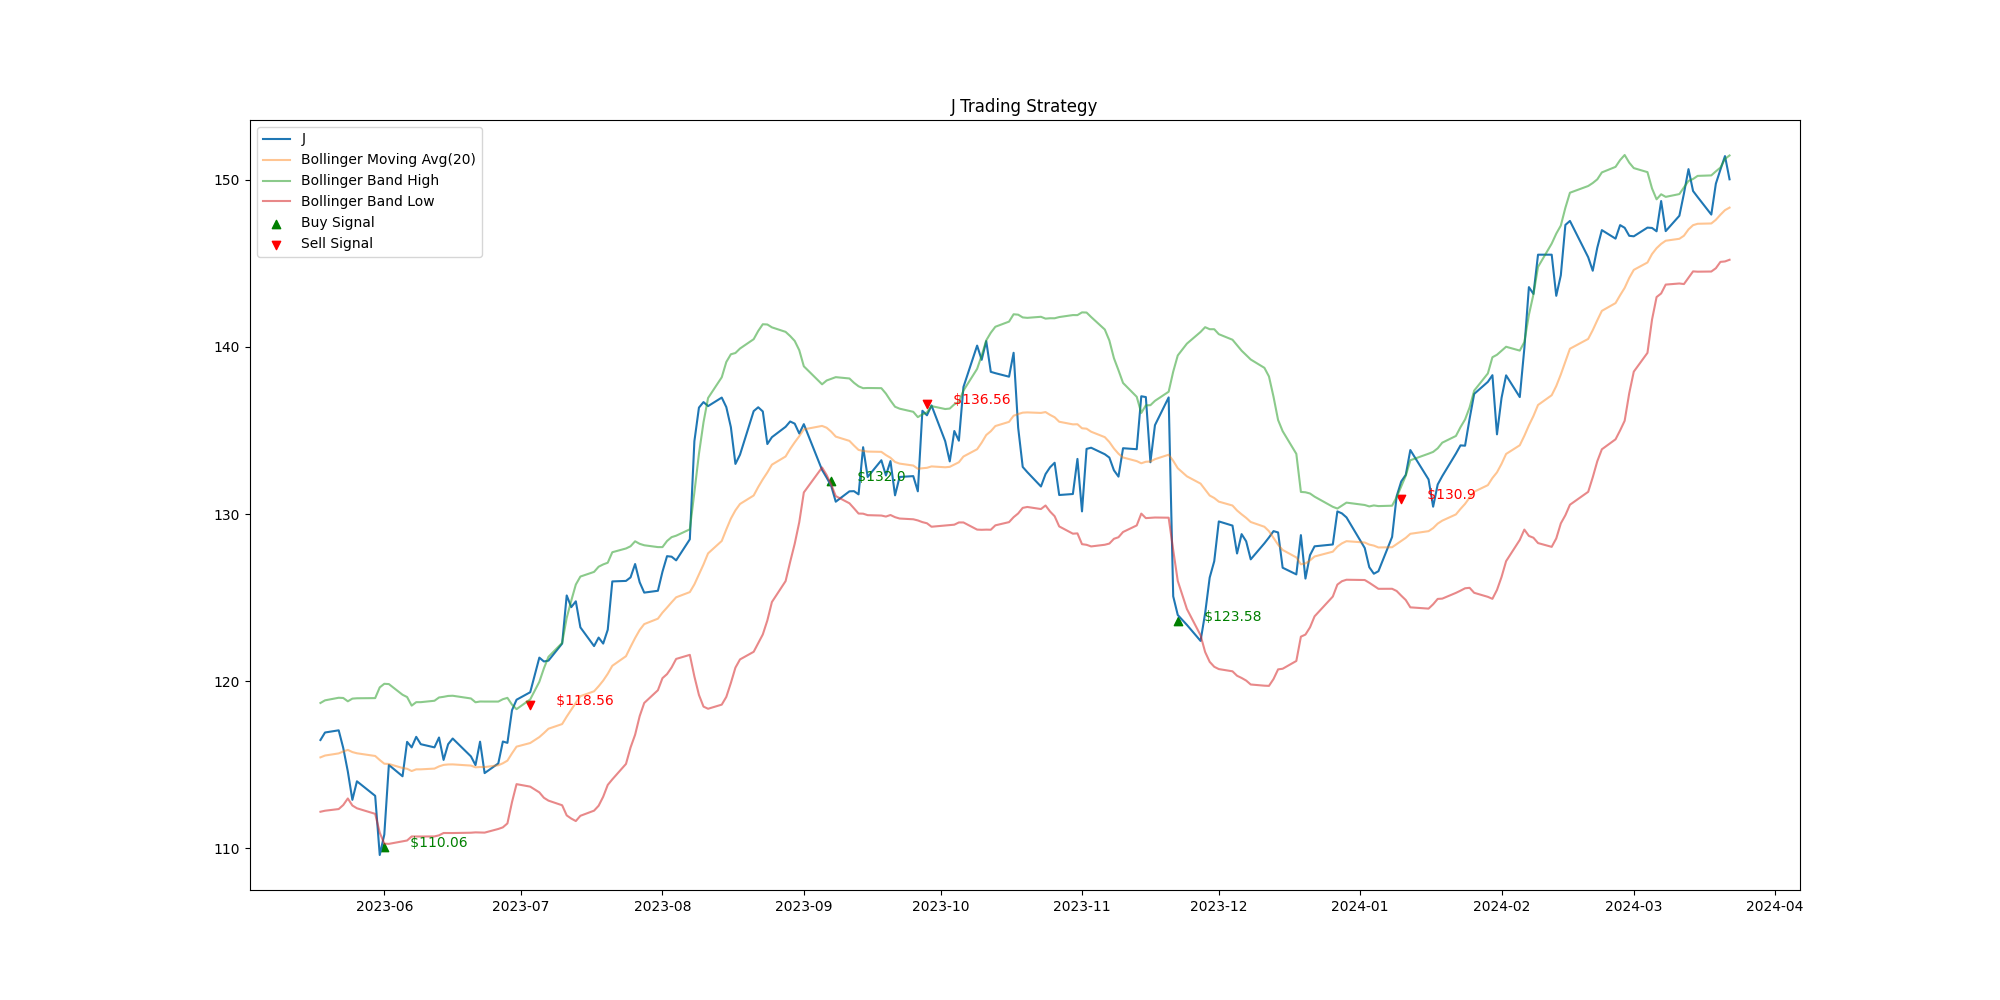 J Trading Strategy
J
Bollinger Moving Avg(20)
Bollinger Band High
Bollinger Band Low
Buy Signal
Sell Signal
150
140
130
120
110
$136.56
$132.0
$130.9
$123.58
$118.56
$110.06
2023-06 2023-07 2023-08 2023-09 2023-10 2023-11 2023-12 2024-01 2024-02 2024-03 2024-04